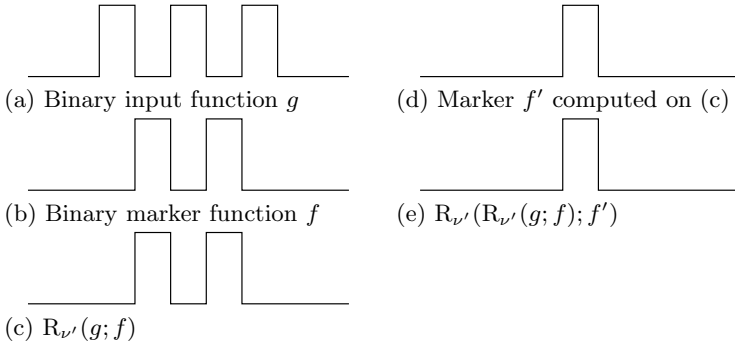 (a) Binary input function g
(b) Binary marker function f
(c) R_ν′(g; f)
(d) Marker f′ computed on (c)
(e) R_ν′(R_ν′(g; f); f′)